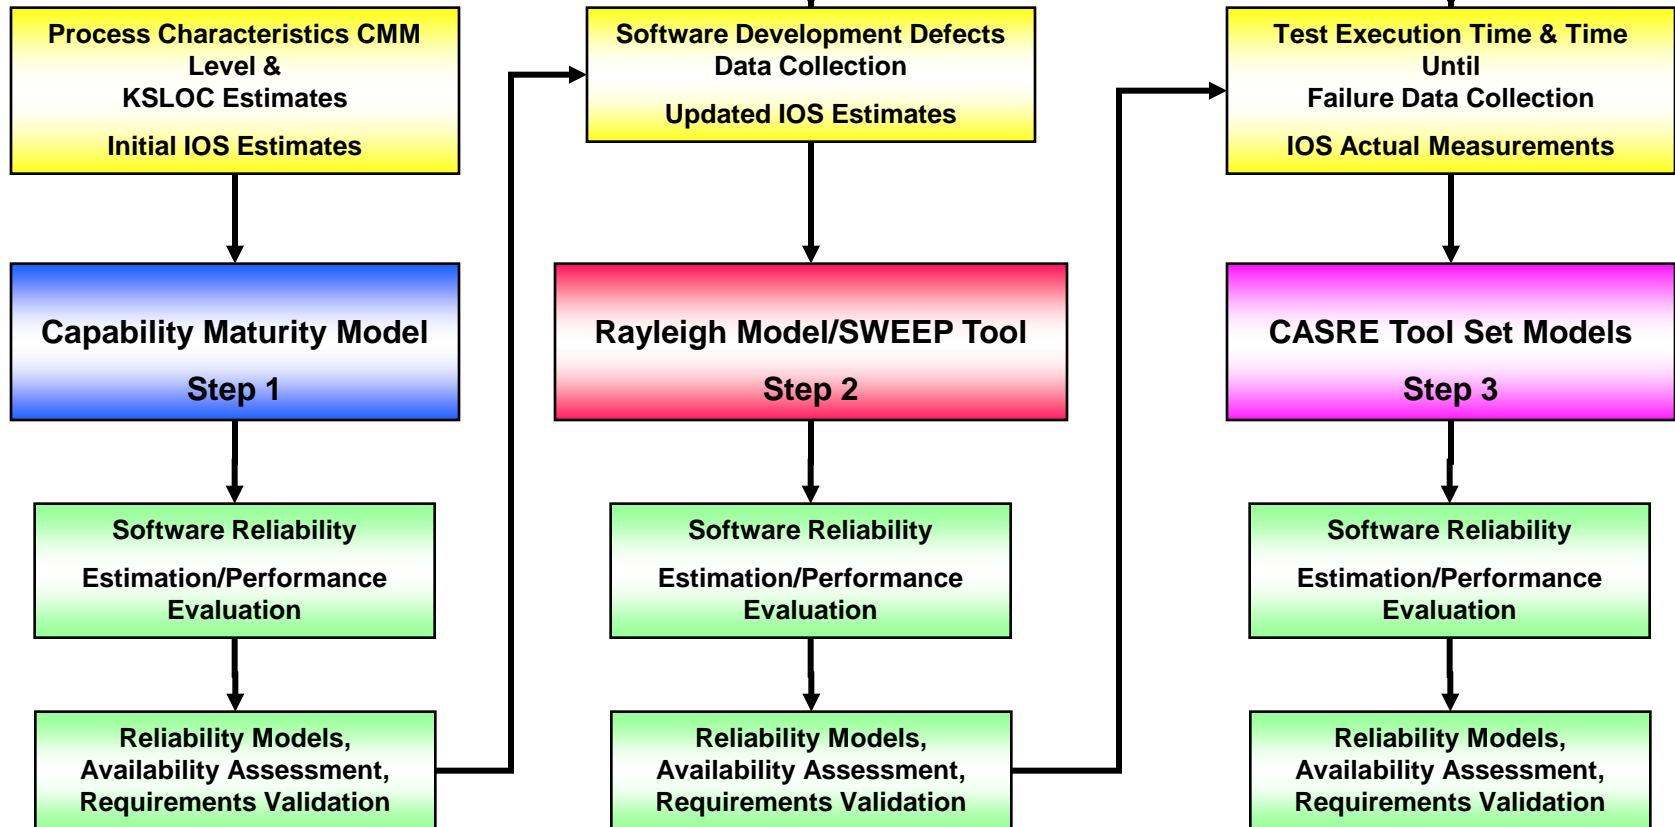 Process Characteristics CMM
Level &
KSLOC Estimates
Initial IOS Estimates
Capability Maturity Model
Step 1
Software Reliability
Estimation/Performance
Evaluation
Reliability Models,
Availability Assessment,
Requirements Validation
Software Development Defects
Data Collection
Updated IOS Estimates
Rayleigh Model/SWEEP Tool
Step 2
Software Reliability
Estimation/Performance
Evaluation
Reliability Models,
Availability Assessment,
Requirements Validation
Test Execution Time & Time
Until
Failure Data Collection
IOS Actual Measurements
CASRE Tool Set Models
Step 3
Software Reliability
Estimation/Performance
Evaluation
Reliability Models,
Availability Assessment,
Requirements Validation